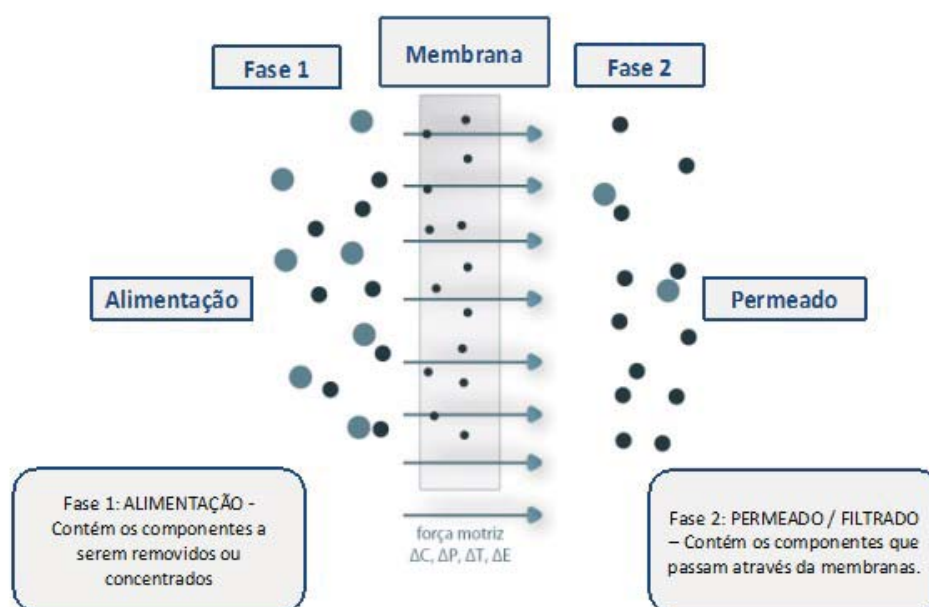 Membrana
Fase 1
Fase 2
Alimentação
Permeado
Fase 1: ALIMENTAÇÃO -
Contém os componentes a
serem removidos ou
concentrados
força motriz
ΔC, ΔP, ΔT, ΔE
Fase 2: PERMEADO / FILTRADO
– Contém os componentes que
passam através da membranas.